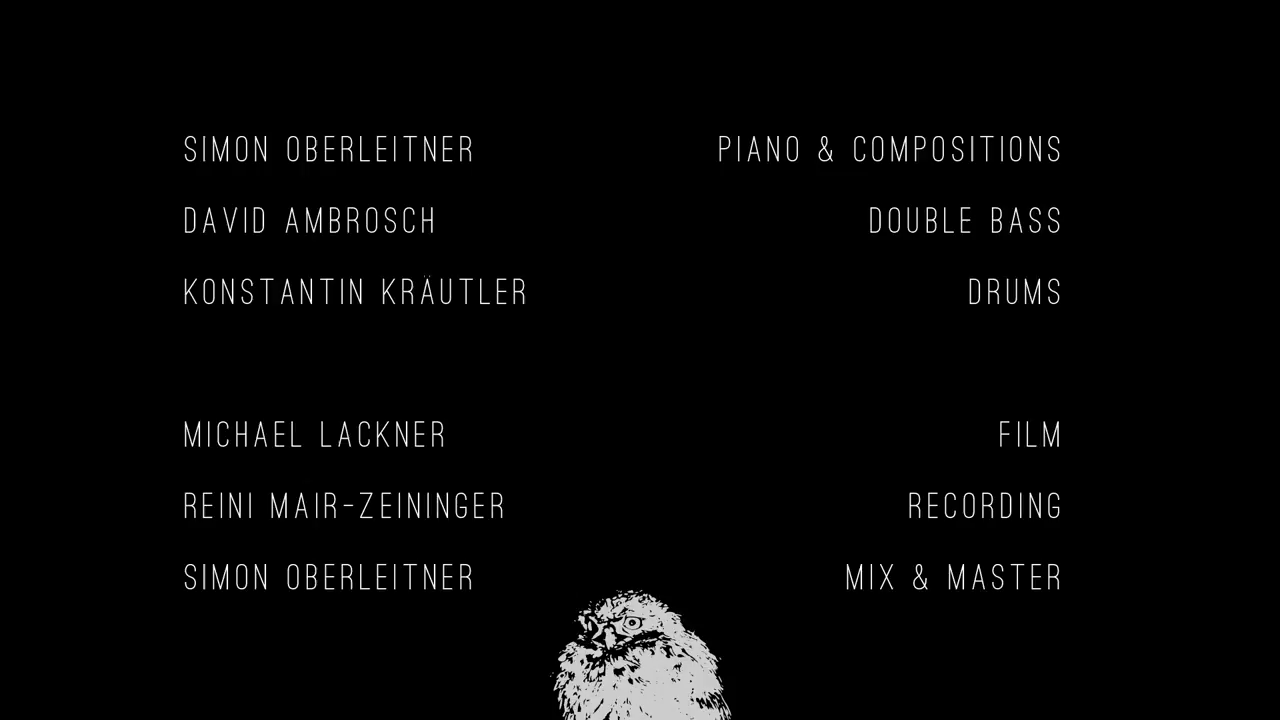 SIMON OBERLEITNER PIANO & COMPOSITIONS
DAVID AMBROSCH DOUBLE BASS
KONSTANTIN KRÄUTLER DRUMS
MICHAEL LACKNER FILM
REINI MAIR-ZEININGER RECORDING
SIMON OBERLEITNER MIX & MASTER